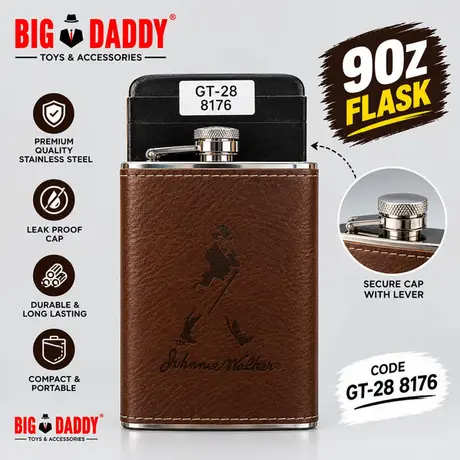 BIG DADDY®
TOYS & ACCESSORIES
GT-28
8176
9OZ
FLASK
PREMIUM
QUALITY
STAINLESS STEEL
LEAK PROOF
CAP
SECURE CAP
WITH LEVER
DURABLE &
LONG LASTING
COMPACT &
PORTABLE
Johnnie Walker
CODE
GT-28 8176
BIG DADDY®
TOYS & ACCESSORIES